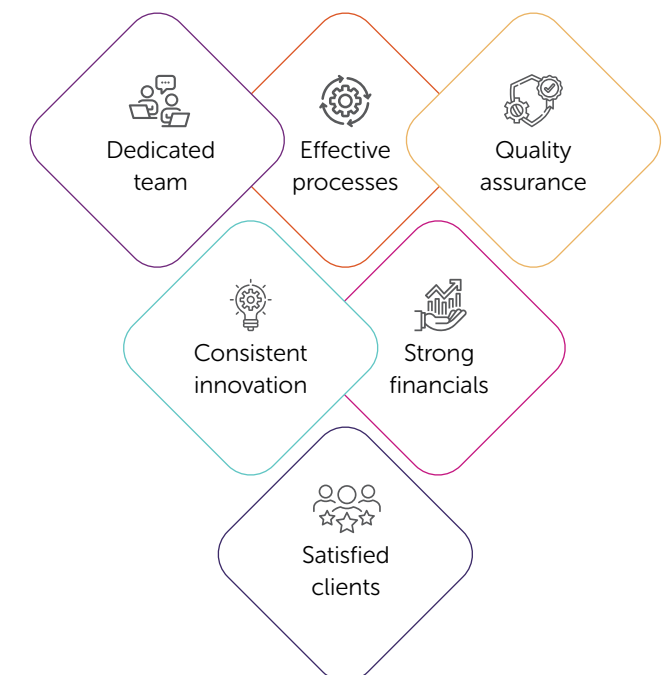 Dedicated
team
Effective
processes
Quality
assurance
Consistent
innovation
Strong
financials
Satisfied
clients